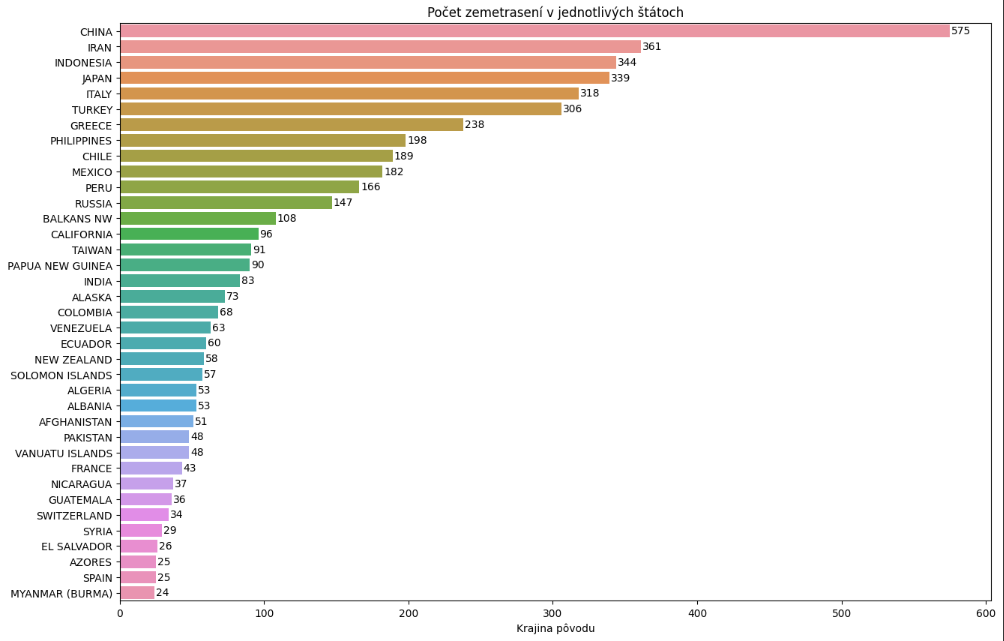 Počet zemetrasení v jednotlivých štátoch
CHINA 575
IRAN 361
INDONESIA 344
JAPAN 339
ITALY 318
TURKEY 306
GREECE 238
PHILIPPINES 198
CHILE 189
MEXICO 182
PERU 166
RUSSIA 147
BALKANS NW 108
CALIFORNIA 96
TAIWAN 91
PAPUA NEW GUINEA 90
INDIA 83
ALASKA 73
COLOMBIA 68
VENEZUELA 63
ECUADOR 60
NEW ZEALAND 58
SOLOMON ISLANDS 57
ALGERIA 53
ALBANIA 53
AFGHANISTAN 51
PAKISTAN 48
VANUATU ISLANDS 48
FRANCE 43
NICARAGUA 37
GUATEMALA 36
SWITZERLAND 34
SYRIA 29
EL SALVADOR 26
AZORES 25
SPAIN 25
MYANMAR (BURMA) 24
0 100 200 300 400 500 600
Krajina pôvodu